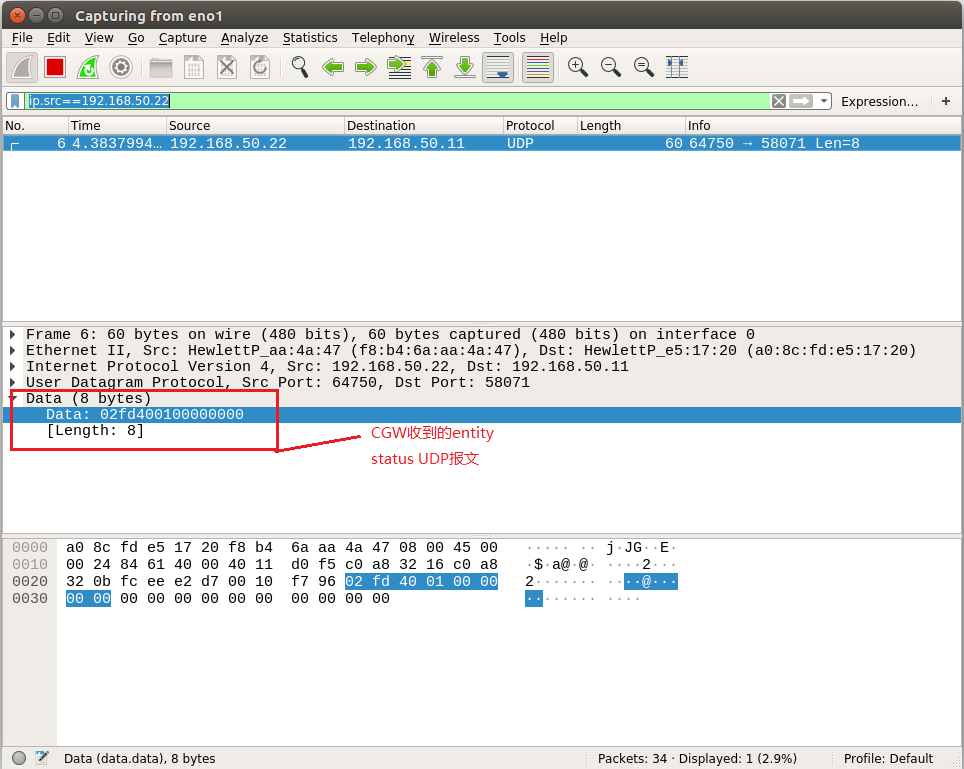 Capturing from eno1
File Edit View Go Capture Analyze Statistics Telephony Wireless Tools Help
ip.src==192.168.50.22 Expression… +
No. Time Source Destination Protocol Length Info
6 4.3837994… 192.168.50.22 192.168.50.11 UDP 60 64750 → 58071 Len=8
Frame 6: 60 bytes on wire (480 bits), 60 bytes captured (480 bits) on interface 0
Ethernet II, Src: HewlettP_aa:4a:47 (f8:b4:6a:aa:4a:47), Dst: HewlettP_e5:17:20 (a0:8c:fd:e5:17:20)
Internet Protocol Version 4, Src: 192.168.50.22, Dst: 192.168.50.11
User Datagram Protocol, Src Port: 64750, Dst Port: 58071
Data (8 bytes)
Data: 02fd400100000000
[Length: 8]
CGW收到的entity
status UDP报文
0000 a0 8c fd e5 17 20 f8 b4 6a aa 4a 47 08 00 45 00 ····· ·· j·JG··E·
0010 00 24 84 61 40 00 40 11 d0 f5 c0 a8 32 16 c0 a8 ·$·a@·@· ····2···
0020 32 0b fc ee e2 d7 00 10 f7 96 02 fd 40 01 00 00 2······· ····@···
0030 00 00 00 00 00 00 00 00 00 00 00 00 ········ ····
Data (data.data), 8 bytes Packets: 34 · Displayed: 1 (2.9%) Profile: Default